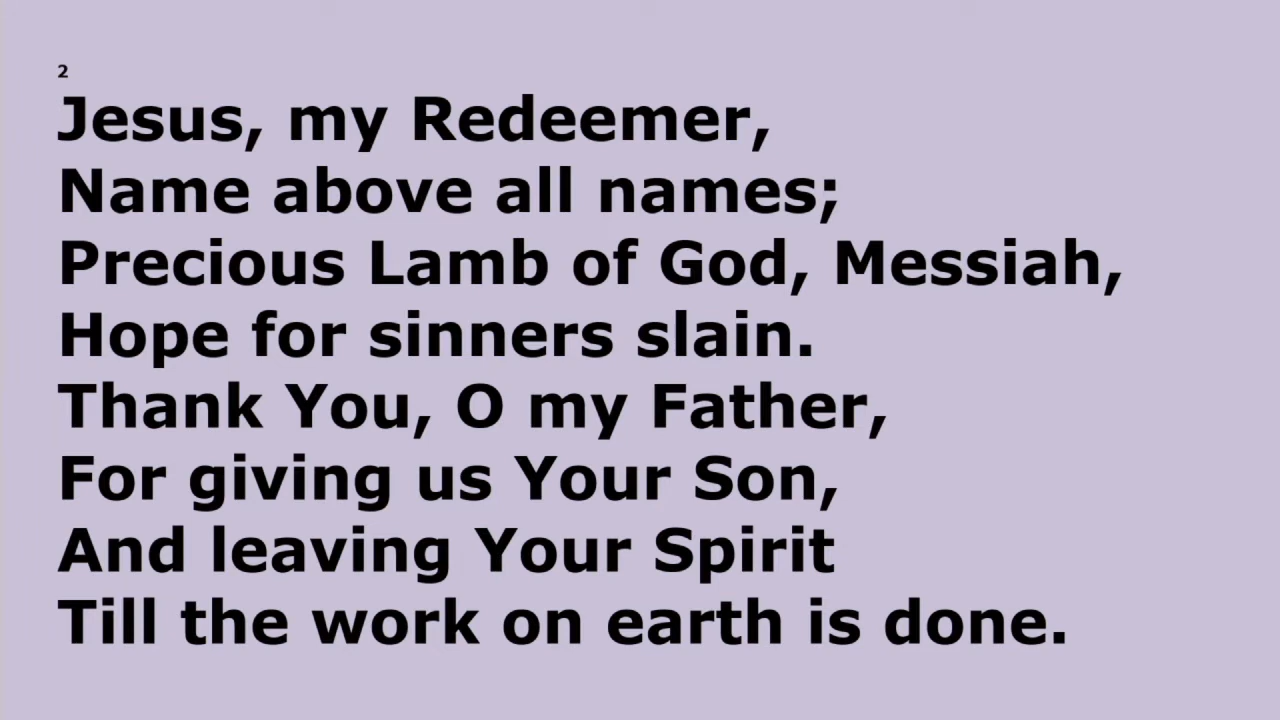 2
Jesus, my Redeemer,
Name above all names;
Precious Lamb of God, Messiah,
Hope for sinners slain.
Thank You, O my Father,
For giving us Your Son,
And leaving Your Spirit
Till the work on earth is done.